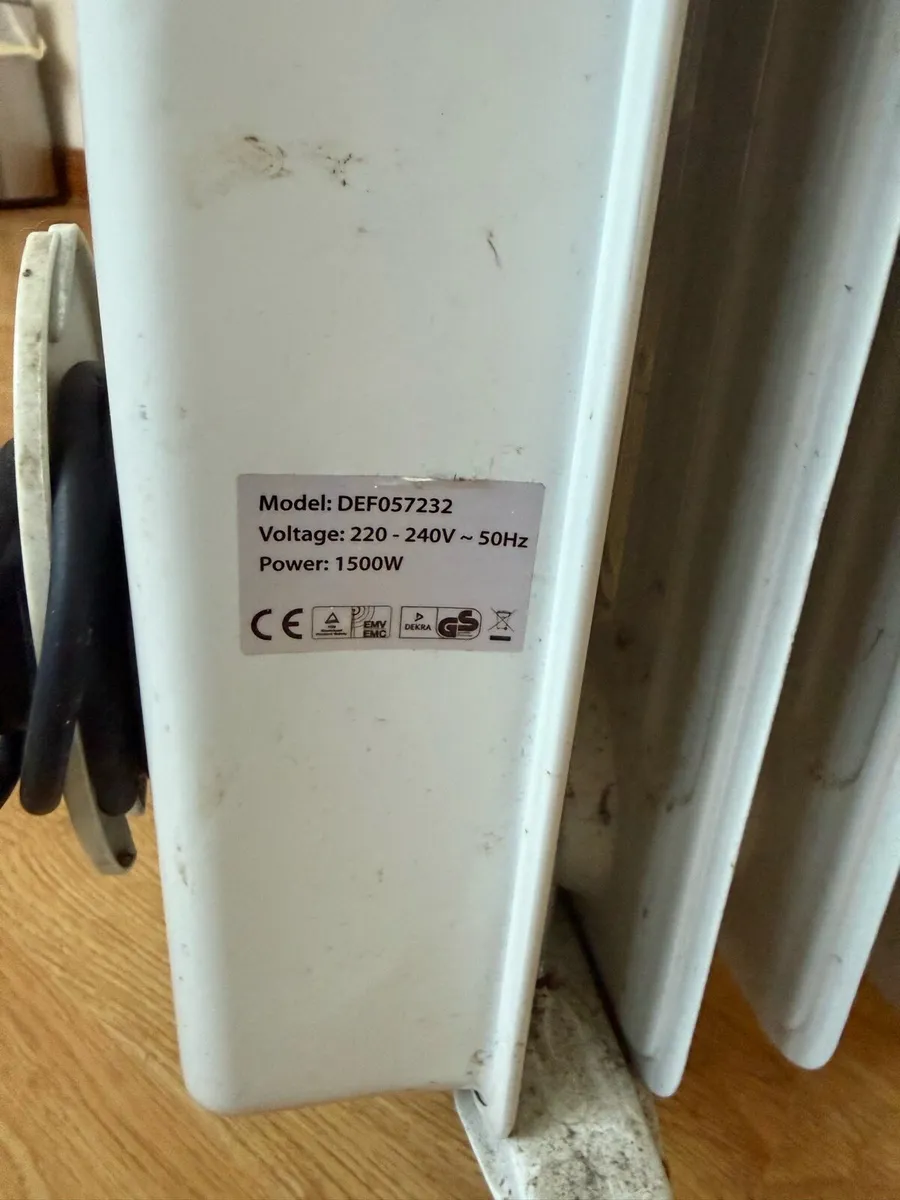 Model: DEF057232
Voltage: 220 - 240V ~ 50Hz
Power: 1500W
CE
EMV
EMC
DEKRA
GS